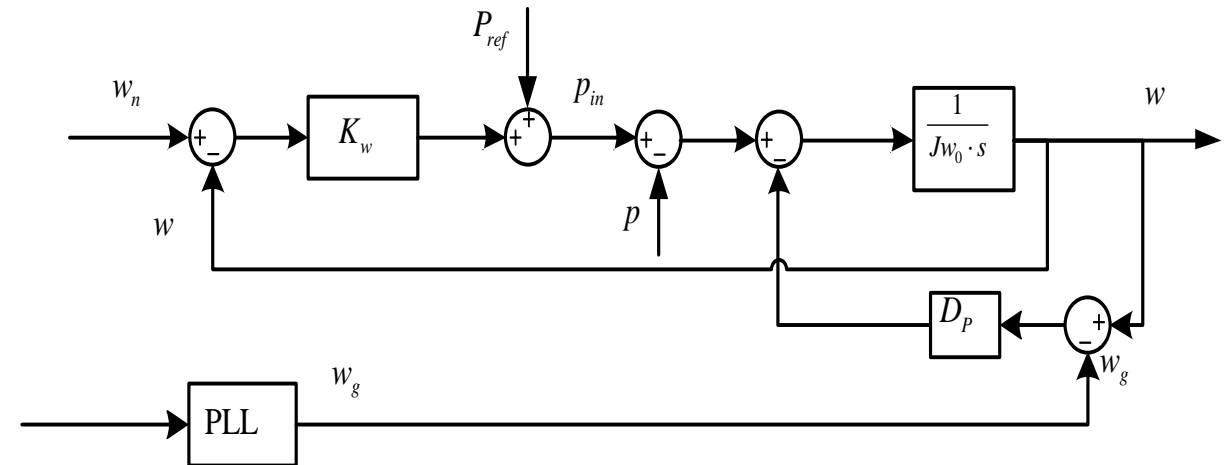 P_ref
w_n
+
−
K_w
+
+
p_in
+
−
+
−
1
Jw_0 · s
w
w
p
D_P
+
−
w_g
w_g
PLL